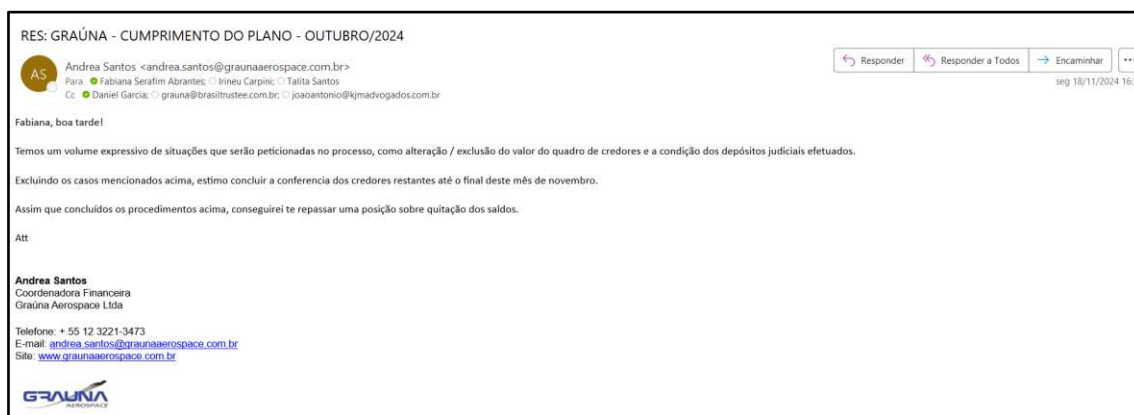 RES: GRAÚNA - CUMPRIMENTO DO PLANO - OUTUBRO/2024
AS
Andrea Santos <andrea.santos@graunaaerospace.com.br>
Para Fabiana Serafim Abrantes; Irineu Carpini; Talita Santos
Cc Daniel Garcia; grauna@brasiltrustee.com.br; joaoantonio@kjmadvogados.com.br
Responder
Responder a Todos
Encaminhar
seg 18/11/2024 16:
Fabiana, boa tarde!
Temos um volume expressivo de situações que serão peticionadas no processo, como alteração / exclusão do valor do quadro de credores e a condição dos depósitos judiciais efetuados.
Excluindo os casos mencionados acima, estimo concluir a conferencia dos credores restantes até o final deste mês de novembro.
Assim que concluídos os procedimentos acima, conseguirei te repassar uma posição sobre quitação dos saldos.
Att
Andrea Santos
Coordenadora Financeira
Graúna Aerospace Ltda
Telefone: + 55 12 3221-3473
E-mail: andrea.santos@graunaaerospace.com.br
Site: www.graunaaerospace.com.br
GRAUNA
AEROSPACE